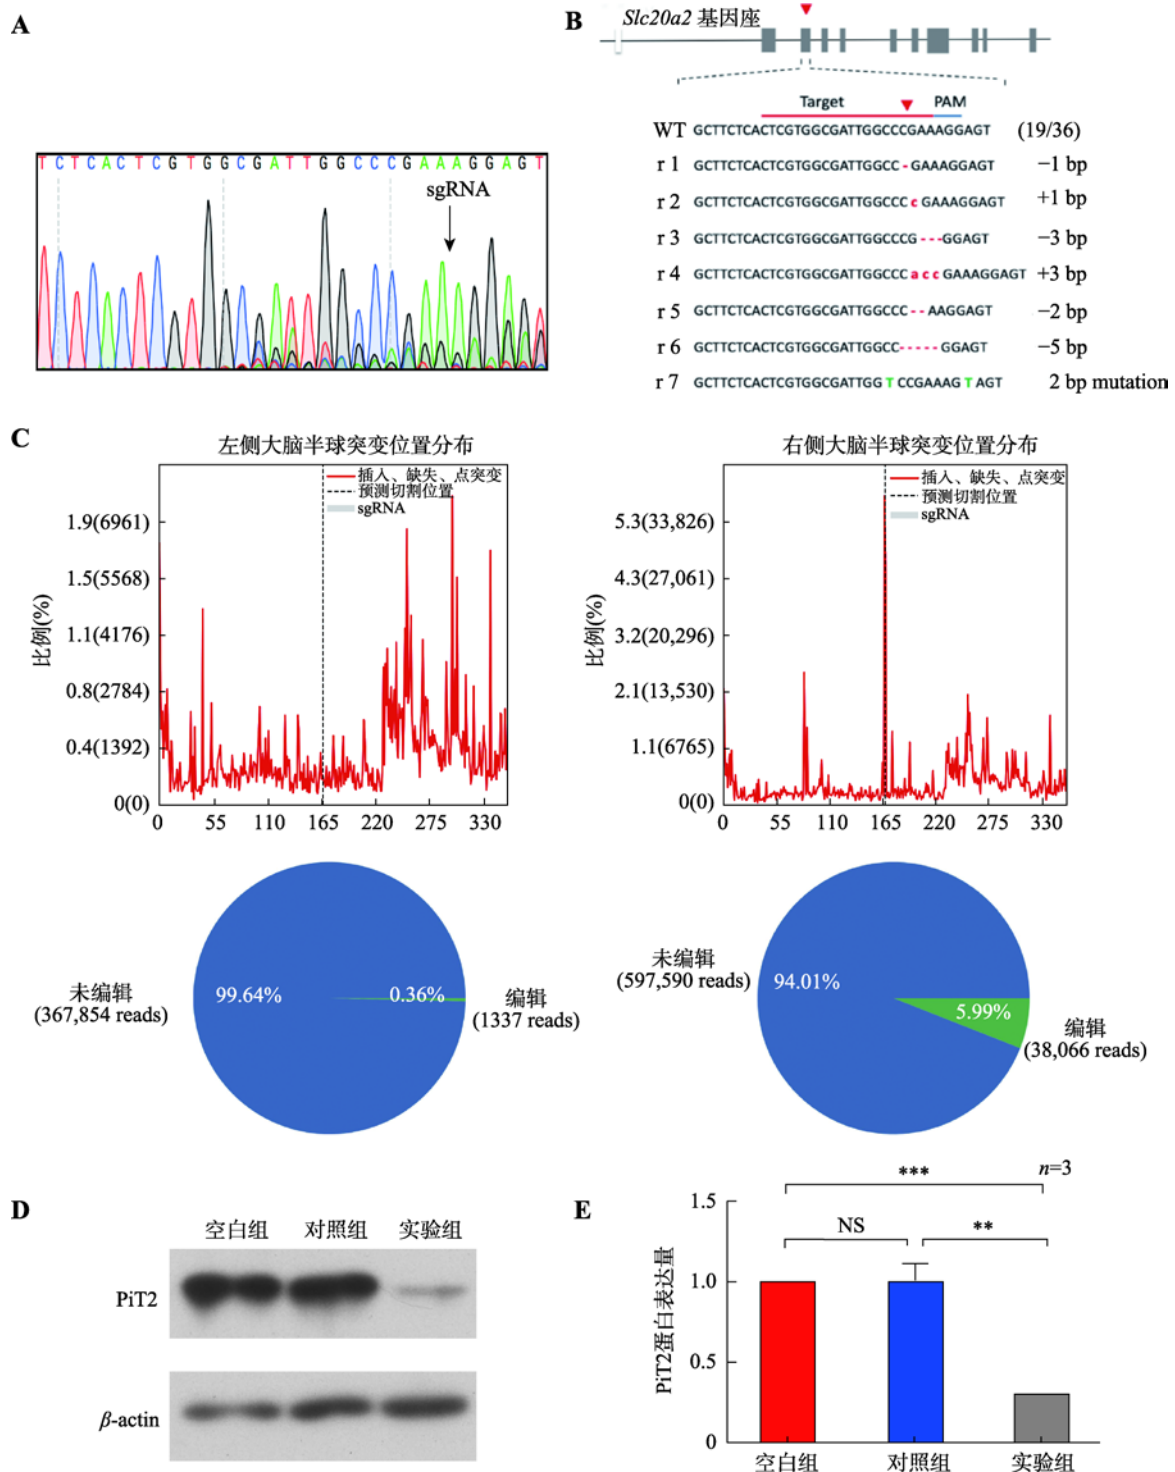 A
TCTCACTCGTGGCGATTGGCCCGAAAGGAGT
sgRNA
B
Slc20a2 基因座
Target PAM
WT GCTTCTCACTCGTGGCGATTGGCCCGAAAGGAGT (19/36)
r 1 GCTTCTCACTCGTGGCGATTGGCC-GAAAGGAGT −1 bp
r 2 GCTTCTCACTCGTGGCGATTGGCCCcGAAAGGAGT +1 bp
r 3 GCTTCTCACTCGTGGCGATTGGCCCG---GGAGT −3 bp
r 4 GCTTCTCACTCGTGGCGATTGGCCCaccGAAAGGAGT +3 bp
r 5 GCTTCTCACTCGTGGCGATTGGCCC--AAGGAGT −2 bp
r 6 GCTTCTCACTCGTGGCGATTGGCC-----GGAGT −5 bp
r 7 GCTTCTCACTCGTGGCGATTGGTCCGAAAGTAGT 2 bp mutation
C
左侧大脑半球突变位置分布
插入、缺失、点突变
预测切割位置
sgRNA
比例(%)
1.9(6961)
1.5(5568)
1.1(4176)
0.8(2784)
0.4(1392)
0(0)
0 55 110 165 220 275 330
右侧大脑半球突变位置分布
插入、缺失、点突变
预测切割位置
sgRNA
比例(%)
5.3(33,826)
4.3(27,061)
3.2(20,296)
2.1(13,530)
1.1(6765)
0(0)
0 55 110 165 220 275 330
未编辑
(367,854 reads)
99.64%
0.36%
编辑
(1337 reads)
未编辑
(597,590 reads)
94.01%
5.99%
编辑
(38,066 reads)
D
空白组 对照组 实验组
PiT2
β-actin
E
n=3
***
NS
**
PiT2蛋白表达量
1.5
1.0
0.5
0
空白组 对照组 实验组